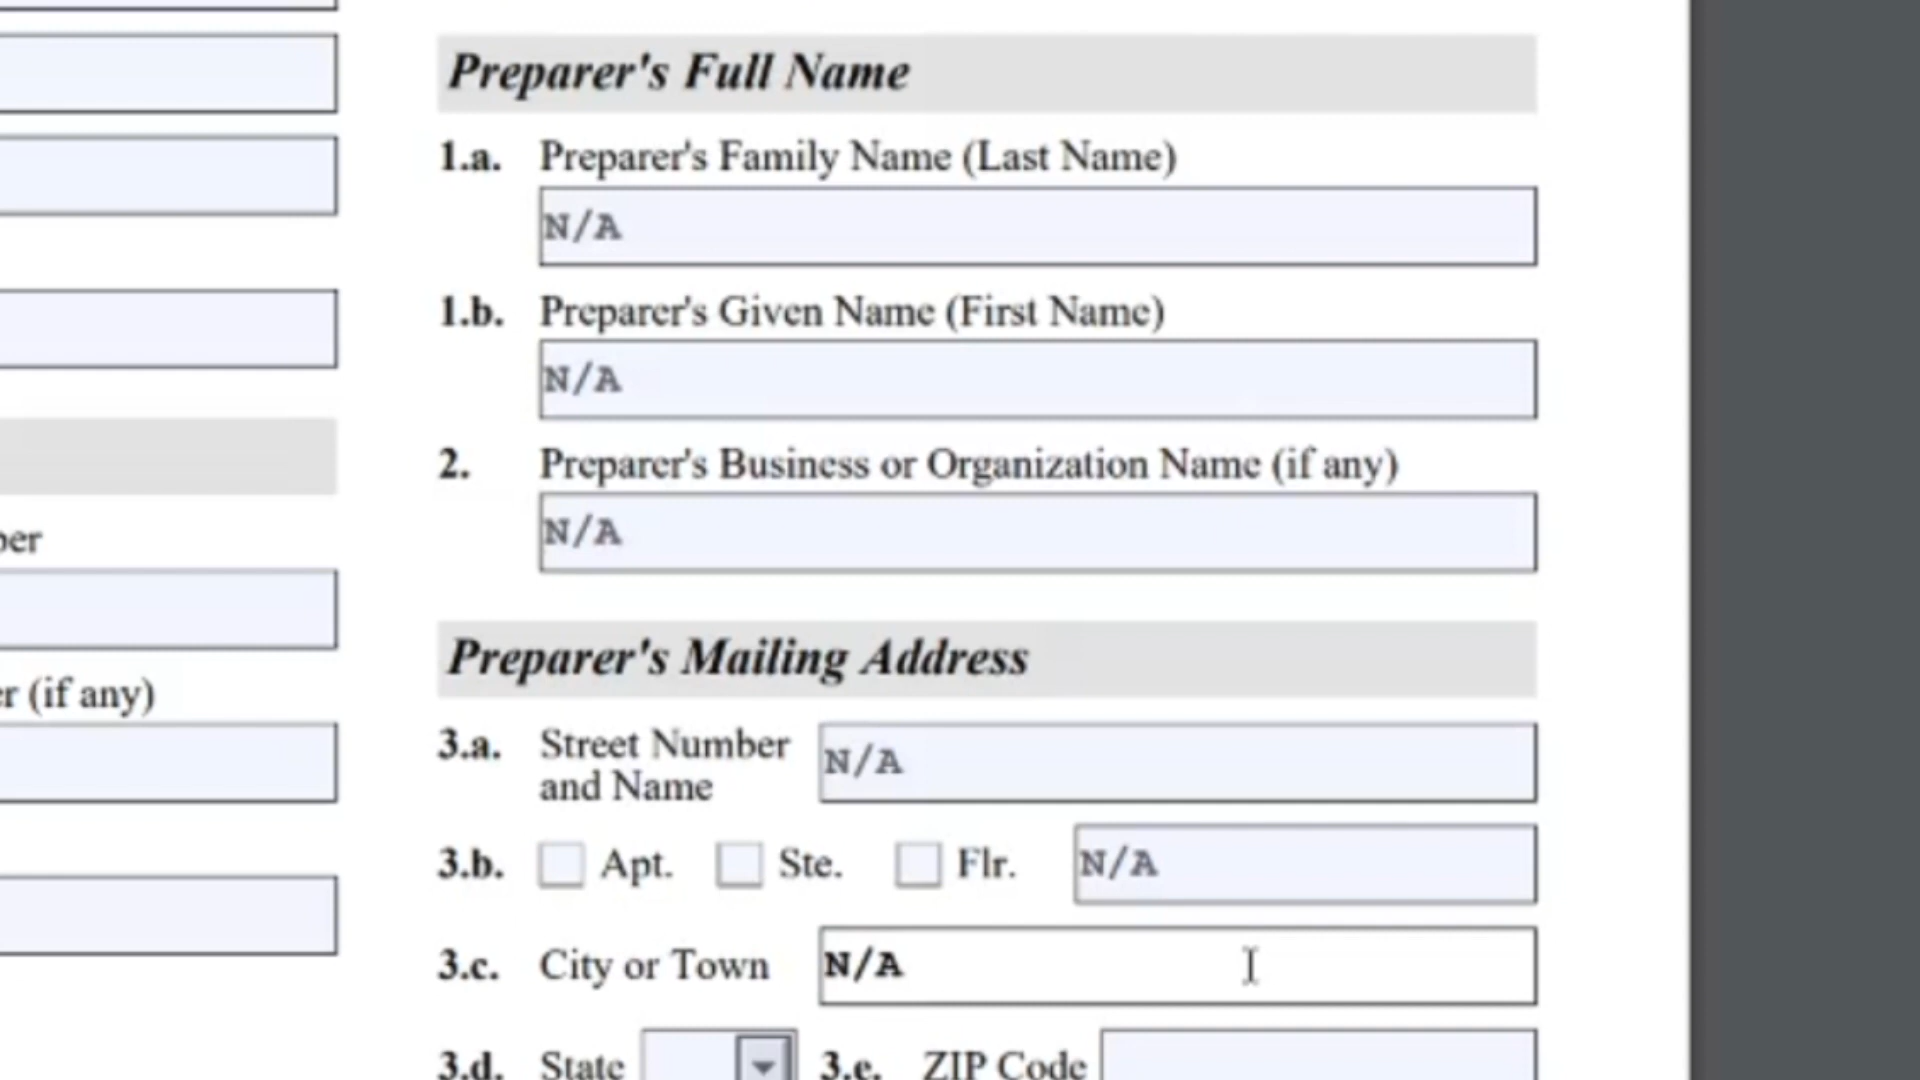 Preparer's Full Name
1.a. Preparer's Family Name (Last Name)
N/A
1.b. Preparer's Given Name (First Name)
N/A
2. Preparer's Business or Organization Name (if any)
N/A
(if any)
Preparer's Mailing Address
3.a. Street Number
and Name
N/A
3.b. Apt. Ste. Flr. N/A
3.c. City or Town N/A
3.d. State 3.e. ZIP Code